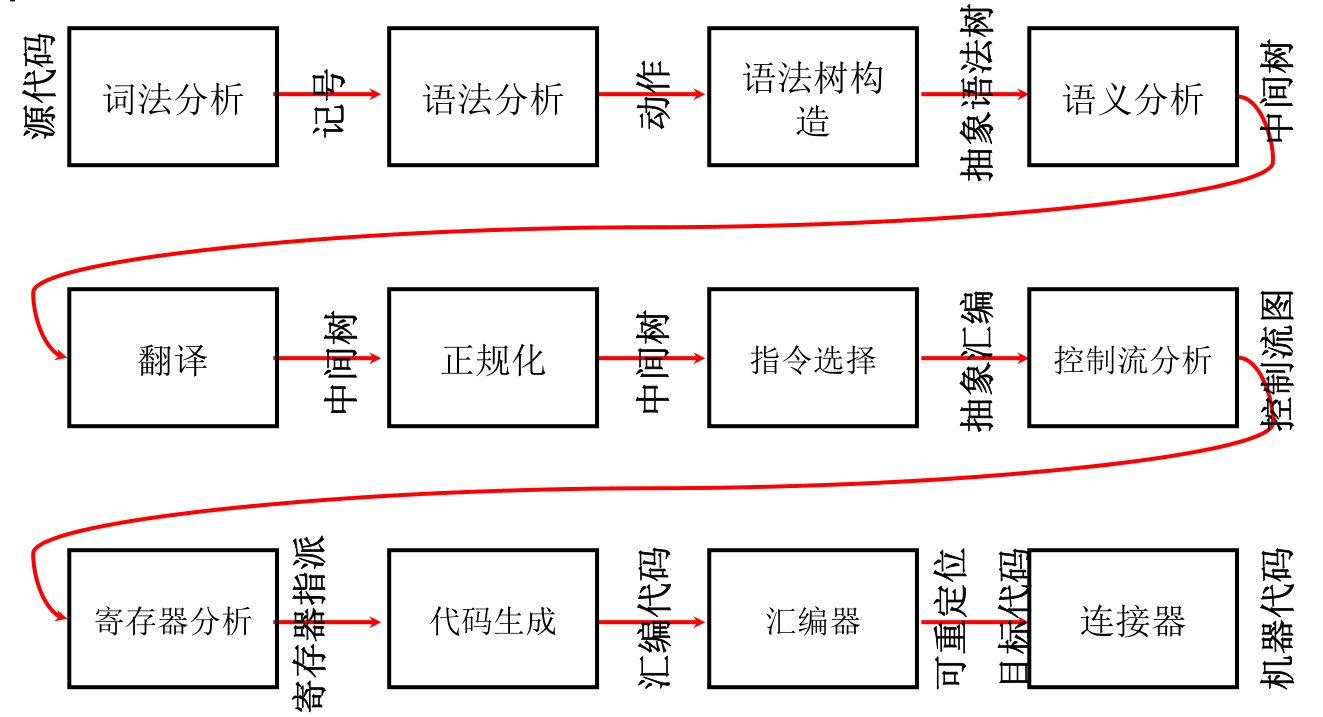 源代码
词法分析
记号
语法分析
动作
语法树构
造
抽象语法树
语义分析
中间树
翻译
中间树
正规化
中间树
指令选择
抽象汇编
控制流分析
控制流图
寄存器分析
寄存器指派
代码生成
汇编代码
汇编器
可重定位
目标代码
连接器
机器代码